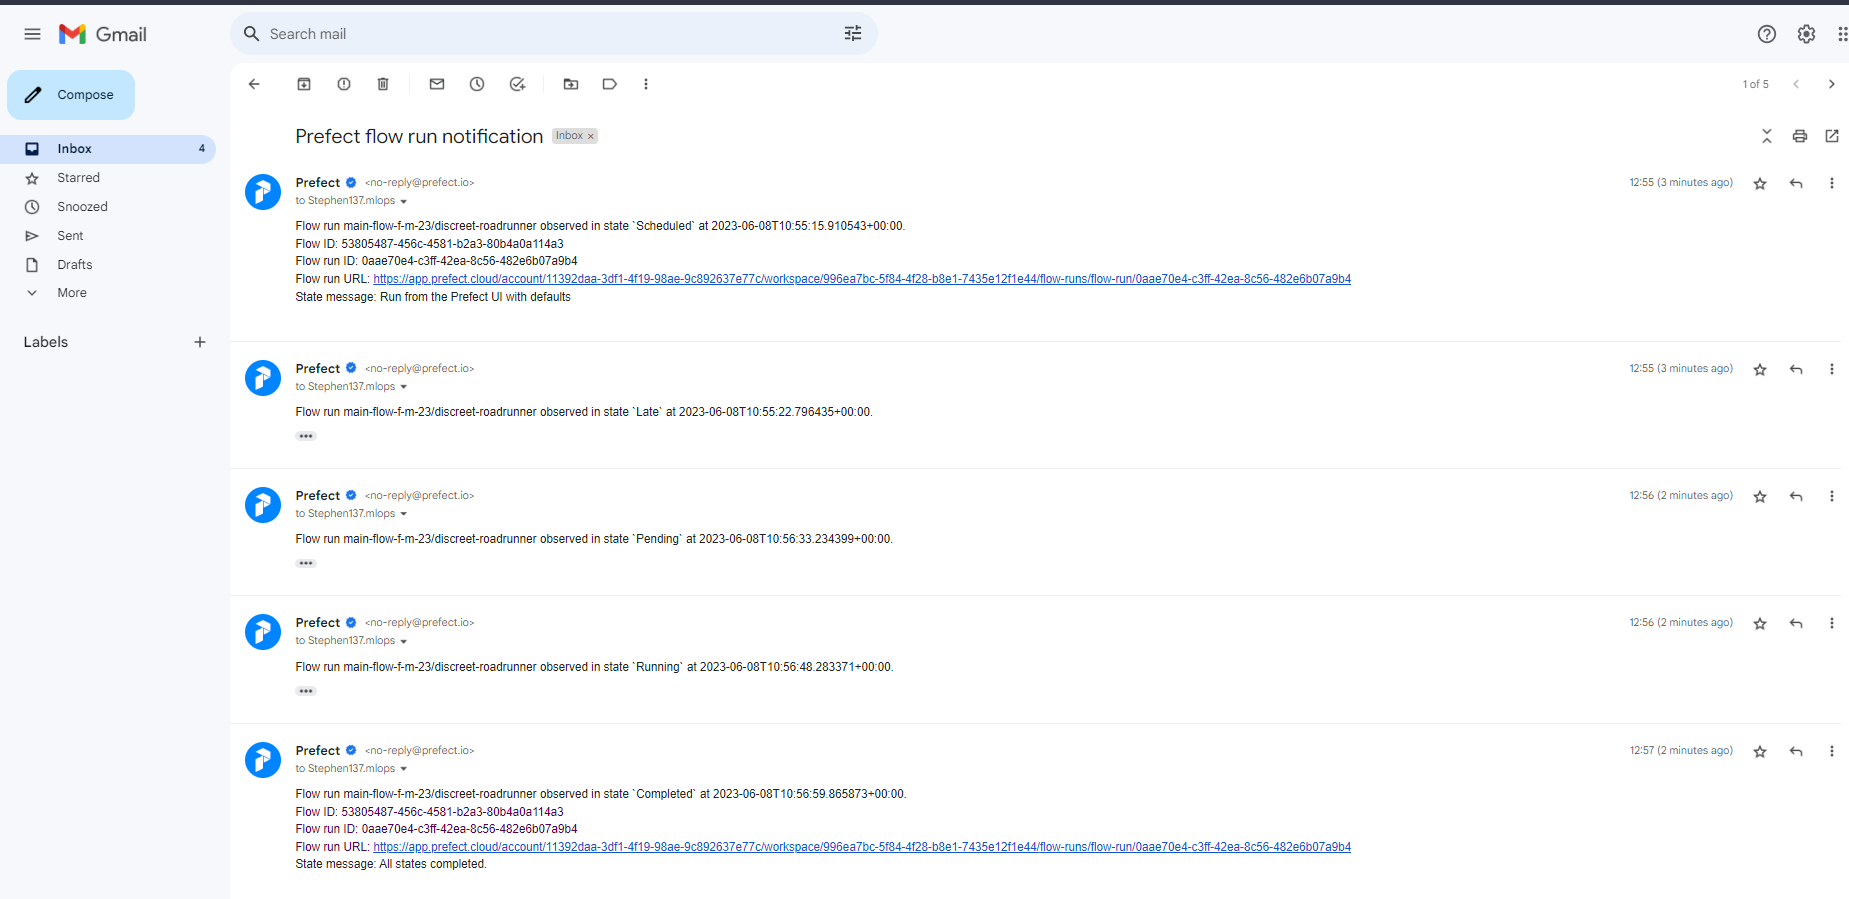 Gmail
Search mail
Compose
1 of 5
Inbox 4
Starred
Snoozed
Sent
Drafts
More
Labels
Prefect flow run notification Inbox ×
Prefect <no-reply@prefect.io> 12:55 (3 minutes ago)
to Stephen137.mlops
Flow run main-flow-f-m-23/discreet-roadrunner observed in state `Scheduled` at 2023-06-08T10:55:15.910543+00:00.
Flow ID: 53805487-456c-4581-b2a3-80b4a0a114a3
Flow run ID: 0aae70e4-c3ff-42ea-8c56-482e6b07a9b4
Flow run URL: https://app.prefect.cloud/account/11392daa-3df1-4f19-98ae-9c892637e77c/workspace/996ea7bc-5f84-4f28-b8e1-7435e12f1e44/flow-runs/flow-run/0aae70e4-c3ff-42ea-8c56-482e6b07a9b4
State message: Run from the Prefect UI with defaults
Prefect <no-reply@prefect.io> 12:55 (3 minutes ago)
to Stephen137.mlops
Flow run main-flow-f-m-23/discreet-roadrunner observed in state `Late` at 2023-06-08T10:55:22.796435+00:00.
Prefect <no-reply@prefect.io> 12:56 (2 minutes ago)
to Stephen137.mlops
Flow run main-flow-f-m-23/discreet-roadrunner observed in state `Pending` at 2023-06-08T10:56:33.234399+00:00.
Prefect <no-reply@prefect.io> 12:56 (2 minutes ago)
to Stephen137.mlops
Flow run main-flow-f-m-23/discreet-roadrunner observed in state `Running` at 2023-06-08T10:56:48.283371+00:00.
Prefect <no-reply@prefect.io> 12:57 (2 minutes ago)
to Stephen137.mlops
Flow run main-flow-f-m-23/discreet-roadrunner observed in state `Completed` at 2023-06-08T10:56:59.865873+00:00.
Flow ID: 53805487-456c-4581-b2a3-80b4a0a114a3
Flow run ID: 0aae70e4-c3ff-42ea-8c56-482e6b07a9b4
Flow run URL: https://app.prefect.cloud/account/11392daa-3df1-4f19-98ae-9c892637e77c/workspace/996ea7bc-5f84-4f28-b8e1-7435e12f1e44/flow-runs/flow-run/0aae70e4-c3ff-42ea-8c56-482e6b07a9b4
State message: All states completed.